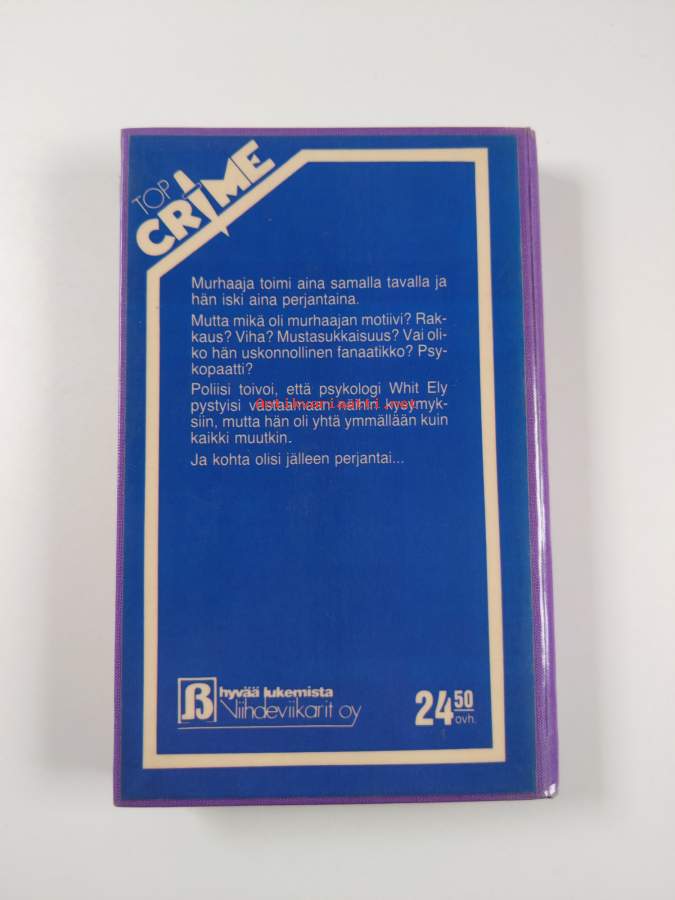 TOP
CRIME
Murhaaja toimi aina samalla tavalla ja
hän iski aina perjantaina.
Mutta mikä oli murhaajan motiivi? Rak-
kaus? Viha? Mustasukkaisuus? Vai oli-
ko hän uskonnollinen fanaatikko? Psy-
kopaatti?
Poliisi toivoi, että psykologi Whit Ely
pystyisi vastaamaan näihin kysymyk-
siin, mutta hän oli yhtä ymmällään kuin
kaikki muutkin.
Ja kohta olisi jälleen perjantai...
hyvää lukemista
Viihdeviikarit oy
24 50
ovh.